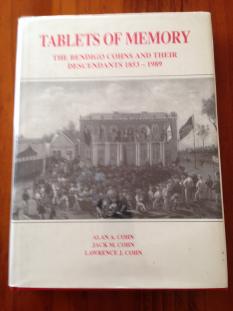 TABLETS OF MEMORY
THE BENDIGO COHNS AND THEIR
DESCENDANTS 1853 – 1989
ALAN A. COHN
JACK M. COHN
LAWRENCE J. COHN